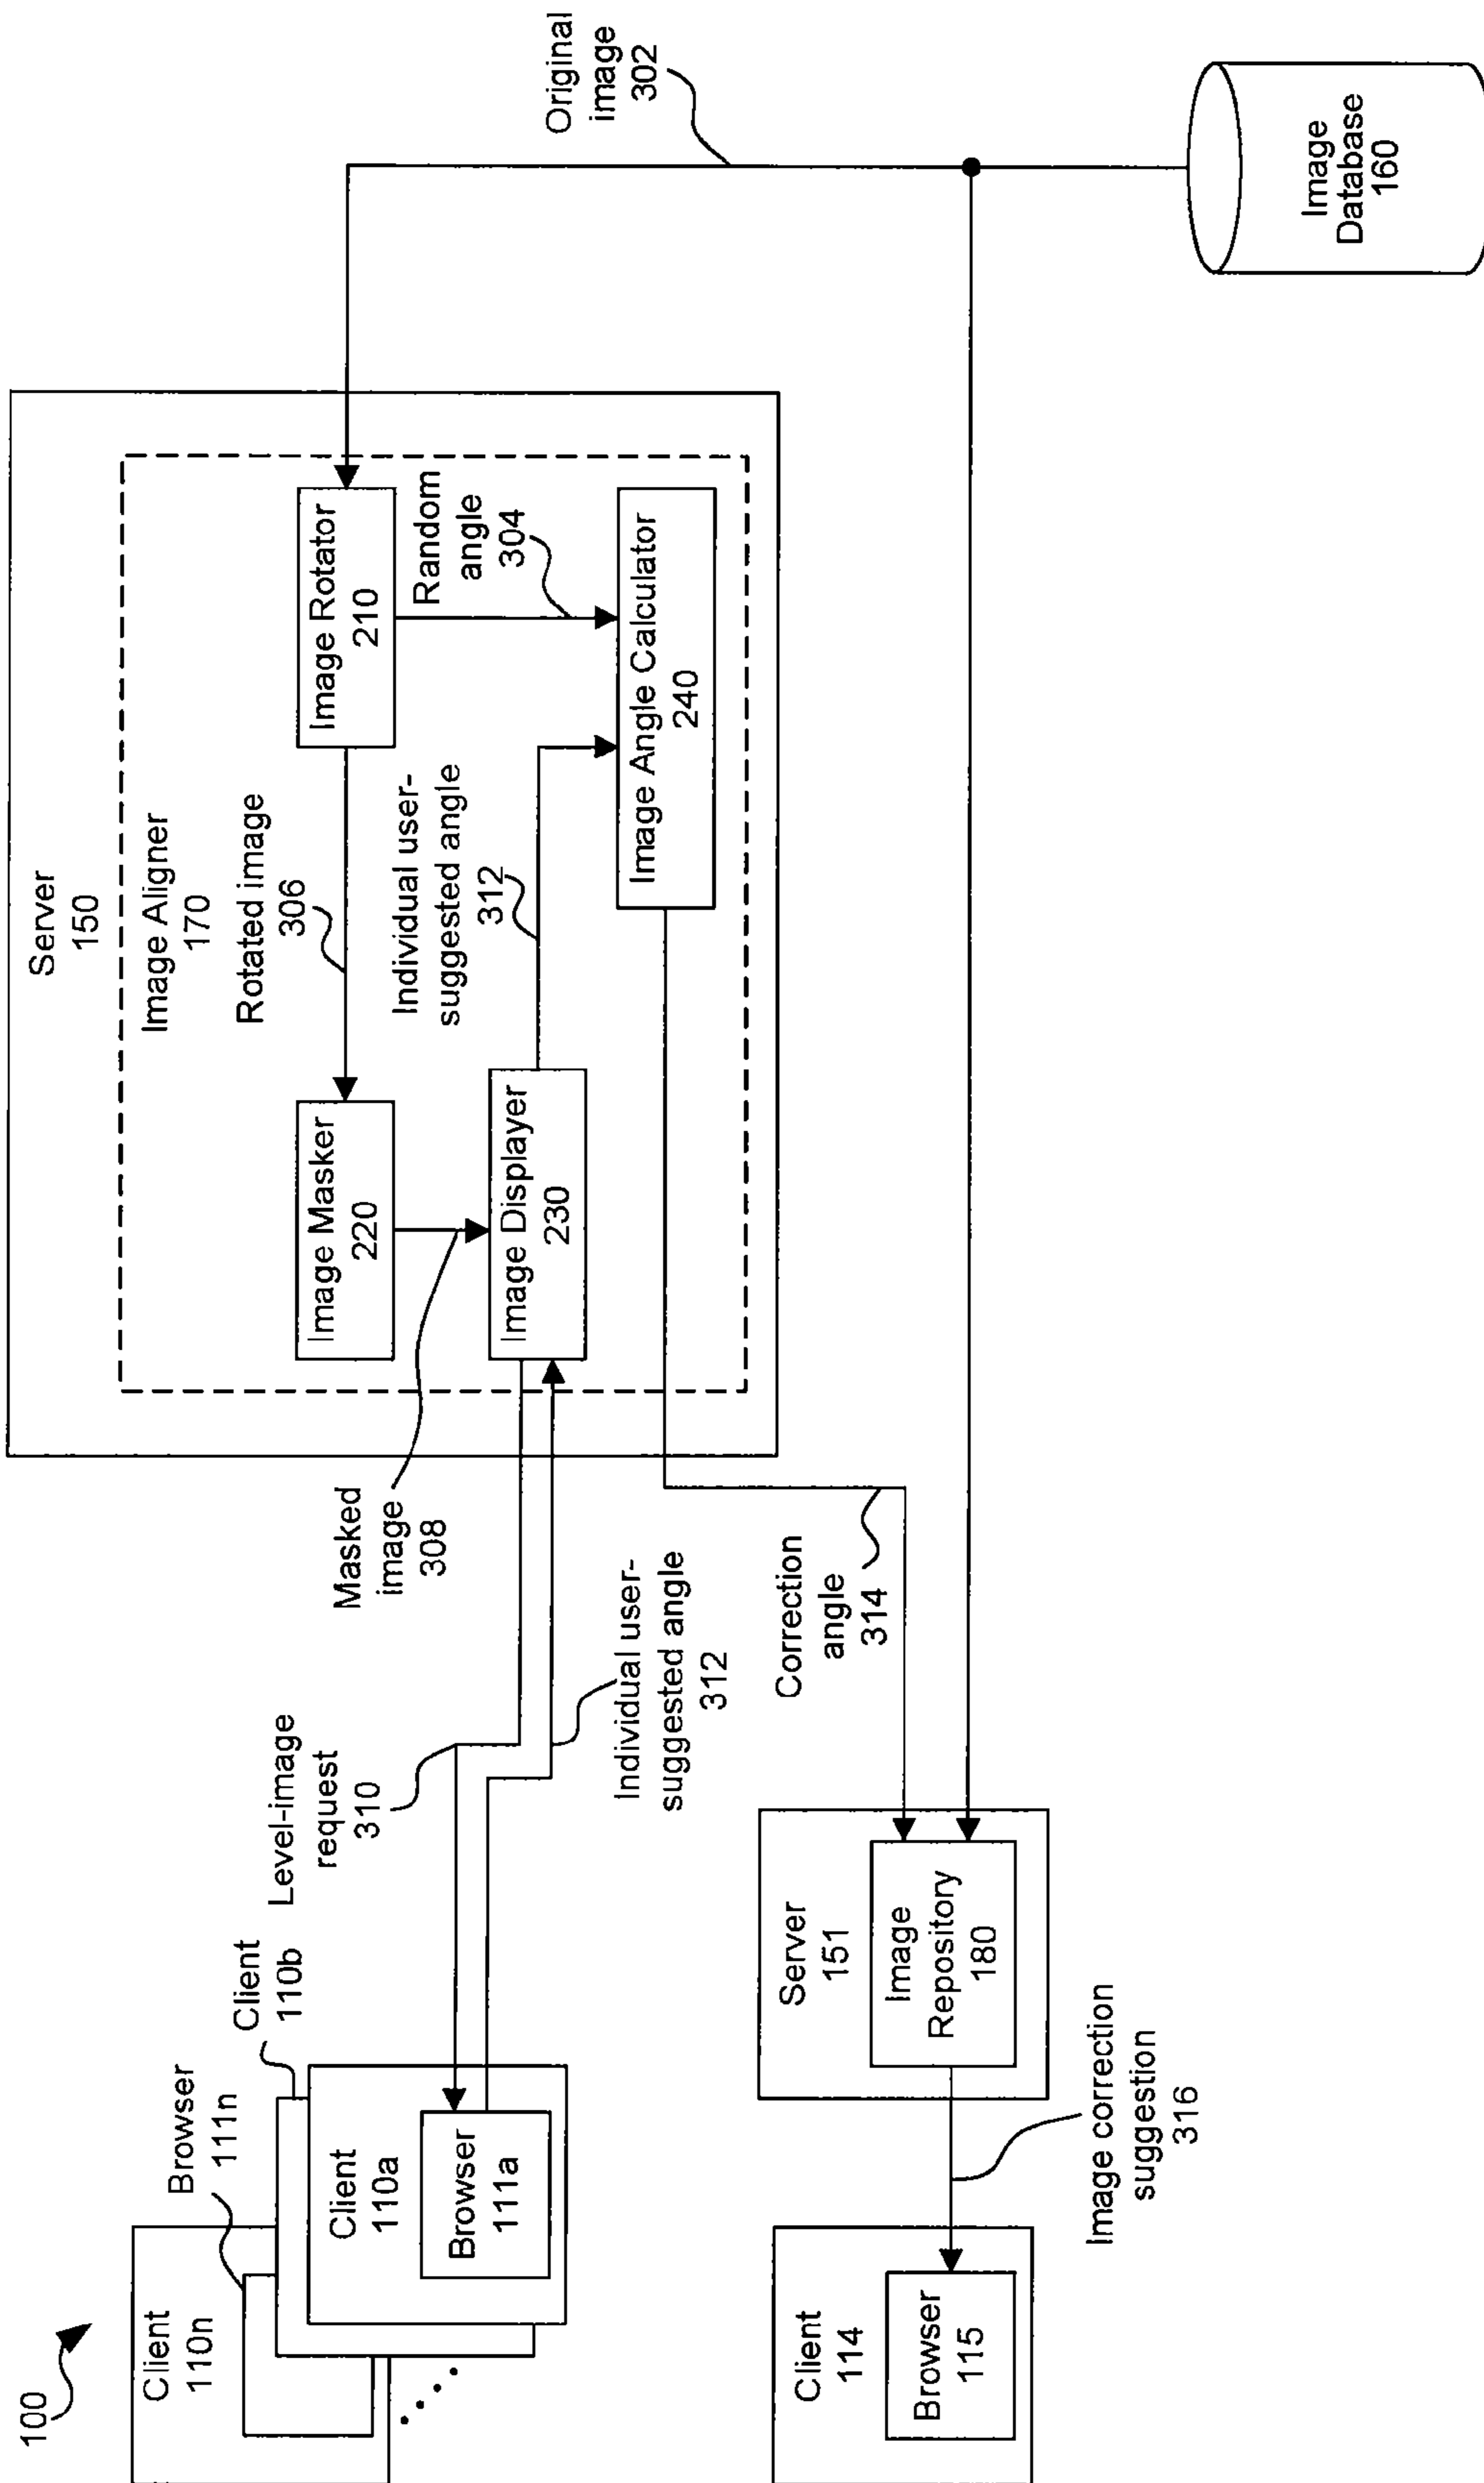 100
Client
110n
Browser
111n
Client
110b
Client
110a
Browser
111a
Level-image
request
310
Individual user-
suggested angle
312
Masked
image
308
Server
150
Image Aligner
170
Image Masker
220
Rotated image
306
Image Rotator
210
Image Displayer
230
Individual user-
suggested angle
312
Random
angle
304
Image Angle Calculator
240
Original
image
302
Client
114
Browser
115
Image correction
suggestion
316
Server
151
Image
Repository
180
Correction
angle
314
Image
Database
160